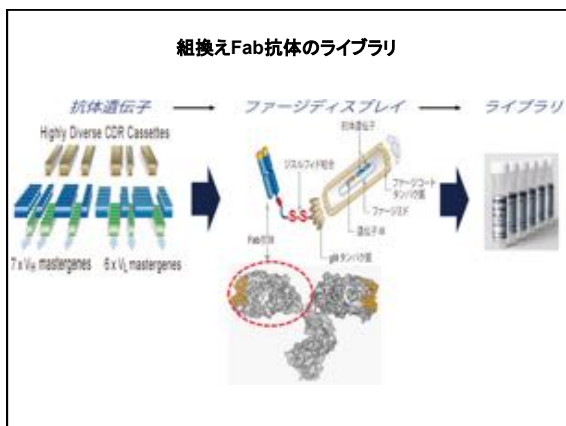 組換えFab抗体のライブラリ
抗体遺伝子
ファージディスプレイ
ライブラリ
Highly Diverse CDR Cassettes
7 x VH mastergenes
6 x VL mastergenes
抗体遺伝子
ジスルフィド結合
S-S
ファージコート
タンパク質
ファージミド
遺伝子 III
gIIIタンパク質
Fab抗体